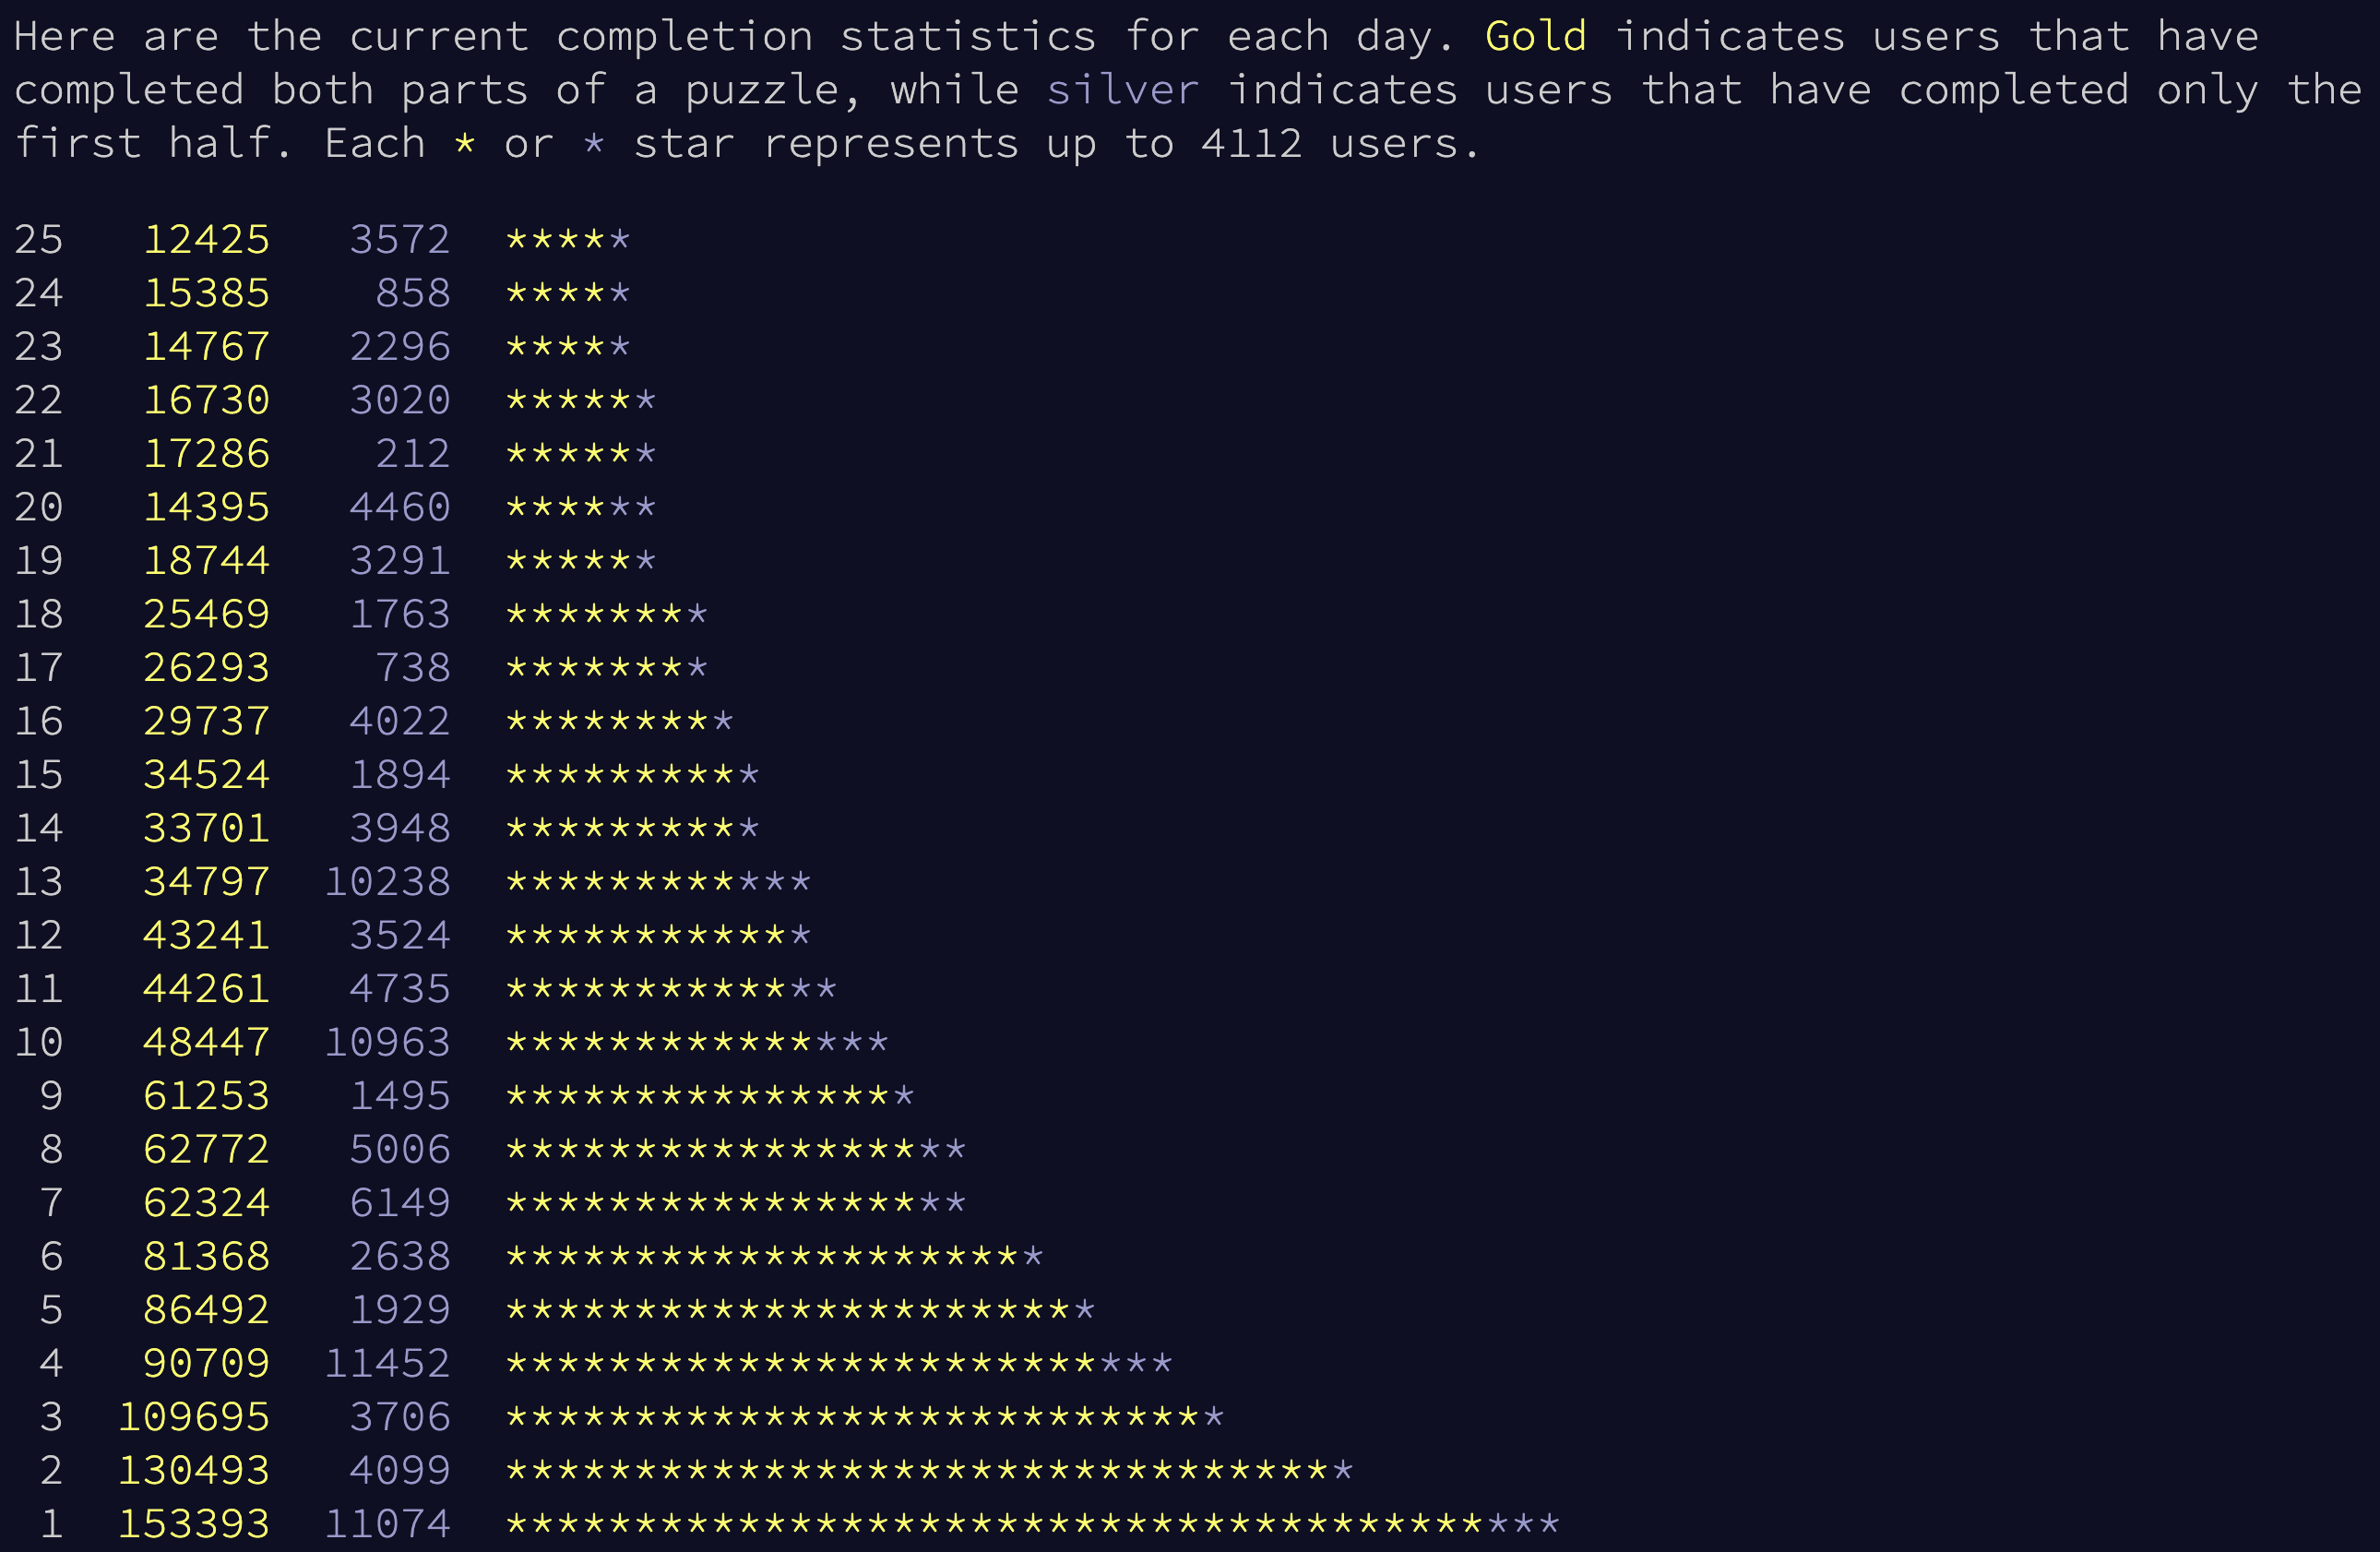 Here are the current completion statistics for each day. Gold indicates users that have
completed both parts of a puzzle, while silver indicates users that have completed only the
first half. Each * or * star represents up to 4112 users.
25 12425 3572 *****
24 15385 858 *****
23 14767 2296 *****
22 16730 3020 ******
21 17286 212 ******
20 14395 4460 ******
19 18744 3291 ******
18 25469 1763 ********
17 26293 738 ********
16 29737 4022 *********
15 34524 1894 **********
14 33701 3948 **********
13 34797 10238 ************
12 43241 3524 ************
11 44261 4735 *************
10 48447 10963 ***************
9 61253 1495 ****************
8 62772 5006 ******************
7 62324 6149 ******************
6 81368 2638 *********************
5 86492 1929 ***********************
4 90709 11452 **************************
3 109695 3706 ****************************
2 130493 4099 *********************************
1 153393 11074 *****************************************